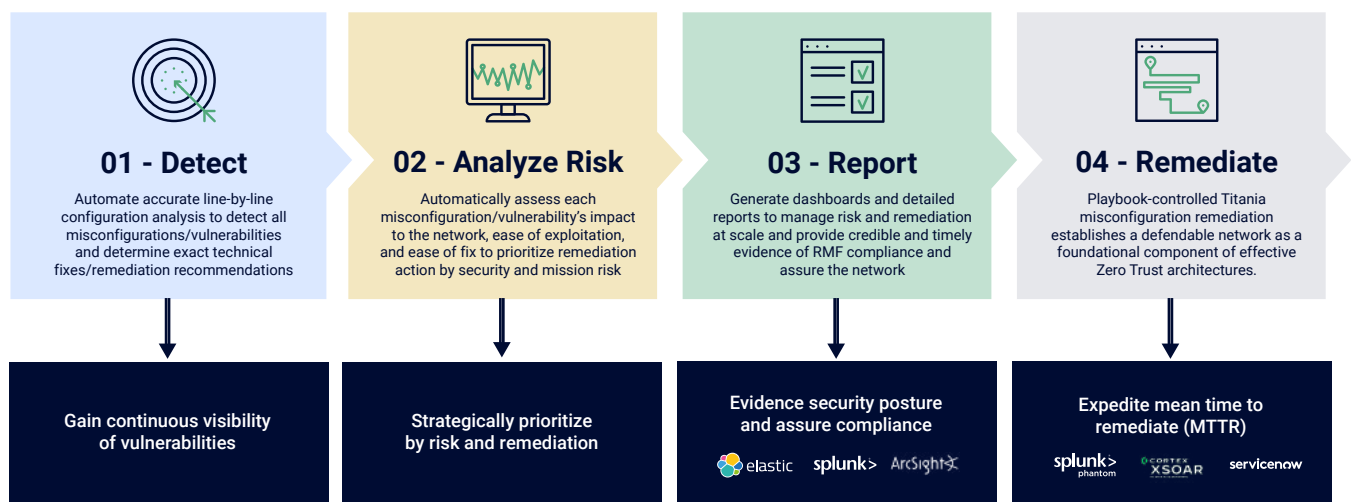 01 - Detect
Automate accurate line-by-line
configuration analysis to detect all
misconfigurations/vulnerabilities
and determine exact technical
fixes/remediation recommendations
02 - Analyze Risk
Automatically assess each
misconfiguration/vulnerability's impact
to the network, ease of exploitation,
and ease of fix to prioritize remediation
action by security and mission risk
03 - Report
Generate dashboards and detailed
reports to manage risk and remediation
at scale and provide credible and timely
evidence of RMF compliance and
assure the network
04 - Remediate
Playbook-controlled Titania
misconfiguration remediation
establishes a defendable network as a
foundational component of effective
Zero Trust architectures.
Gain continuous visibility
of vulnerabilities
Strategically prioritize
by risk and remediation
Evidence security posture
and assure compliance
elastic
splunk>
ArcSight
Expedite mean time to
remediate (MTTR)
splunk>
phantom
CORTEX
XSOAR
servicenow